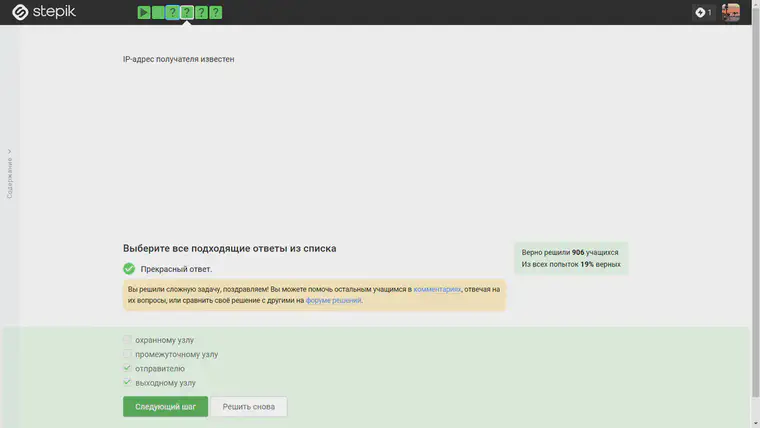 stepik
? ? ? ?
1
IP-адрес получателя известен
Содержание
Выберите все подходящие ответы из списка
Прекрасный ответ.
Верно решили 906 учащихся
Из всех попыток 19% верных
Вы решили сложную задачу, поздравляем! Вы можете помочь остальным учащимся в комментариях, отвечая на
их вопросы, или сравнить своё решение с другими на форуме решений.
охранному узлу
промежуточному узлу
отправителю
выходному узлу
Следующий шаг
Решить снова